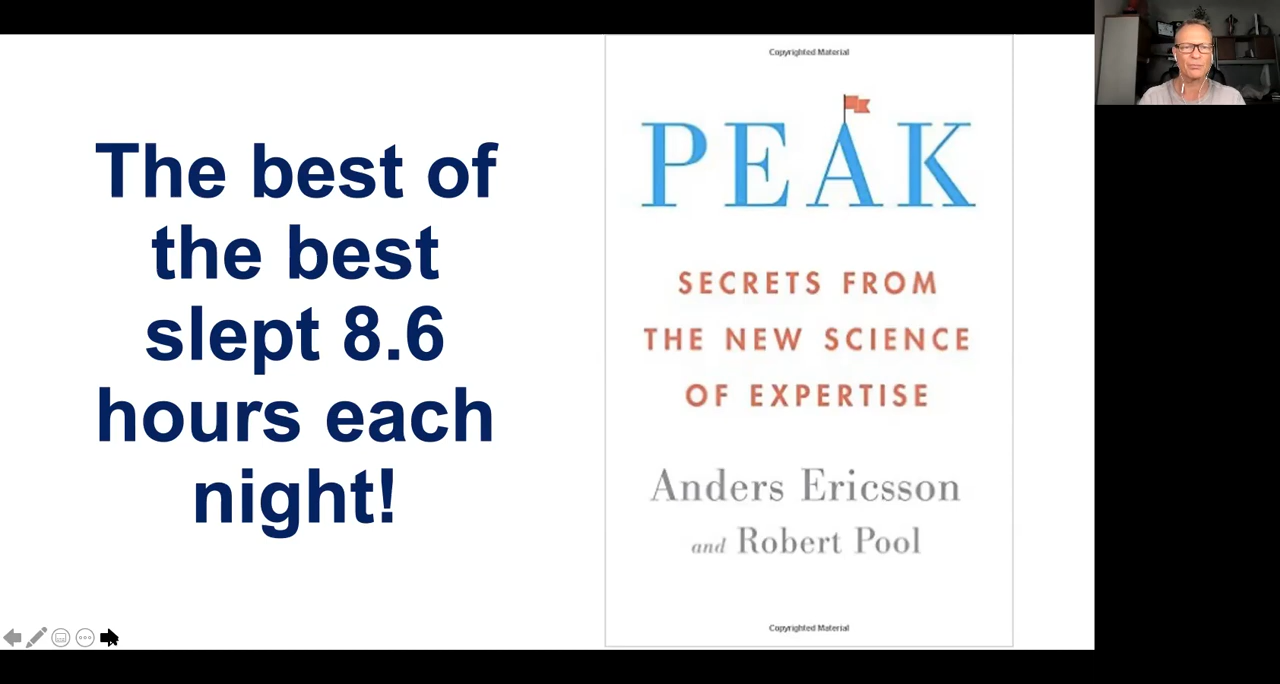 The best of
the best
slept 8.6
hours each
night!
Copyrighted Material
PEAK
SECRETS FROM
THE NEW SCIENCE
OF EXPERTISE
Anders Ericsson
and Robert Pool
Copyrighted Material